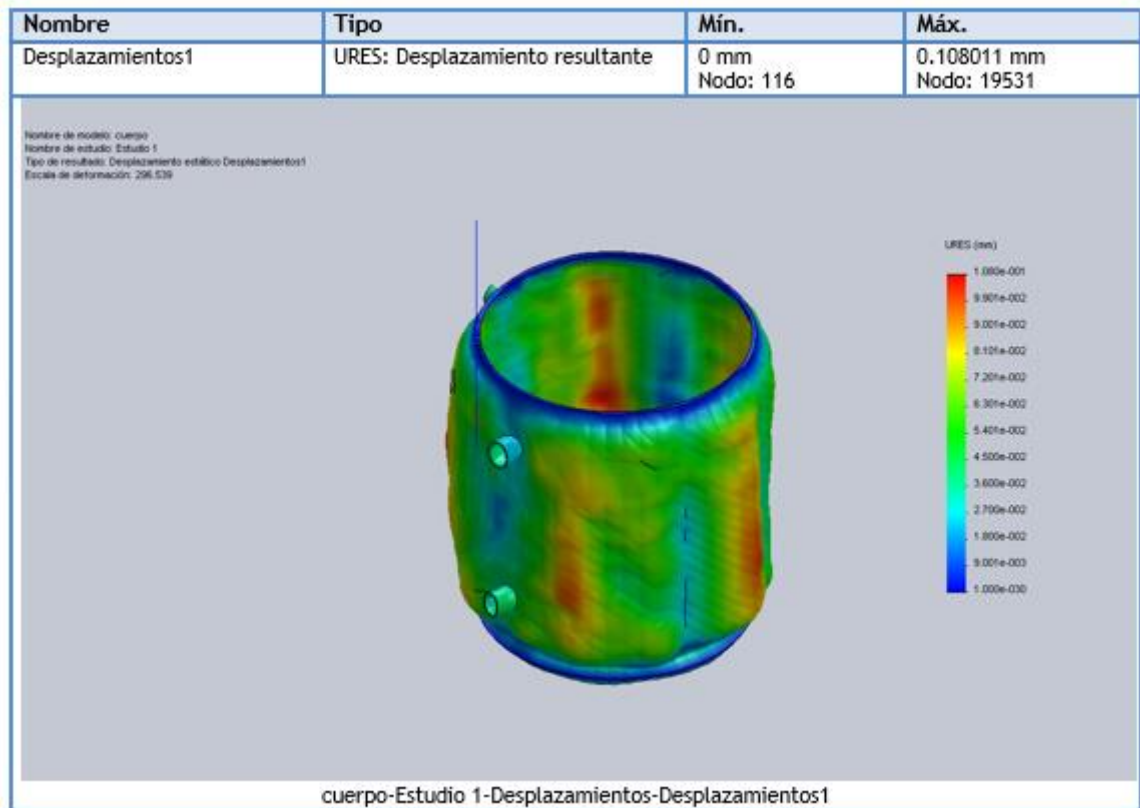 Nombre Tipo Mín. Máx.
Desplazamientos1 URES: Desplazamiento resultante 0 mm 0.108011 mm
Nodo: 116 Nodo: 19531
Nombre de modelo: cuerpo
Nombre de estudio: Estudio 1
Tipo de resultado: Desplazamiento estático Desplazamientos1
Escala de deformación: 296.539
URES (mm)
1.080e-001
9.901e-002
9.001e-002
8.101e-002
7.201e-002
6.301e-002
5.401e-002
4.500e-002
3.600e-002
2.700e-002
1.800e-002
9.001e-003
1.000e-030
cuerpo-Estudio 1-Desplazamientos-Desplazamientos1